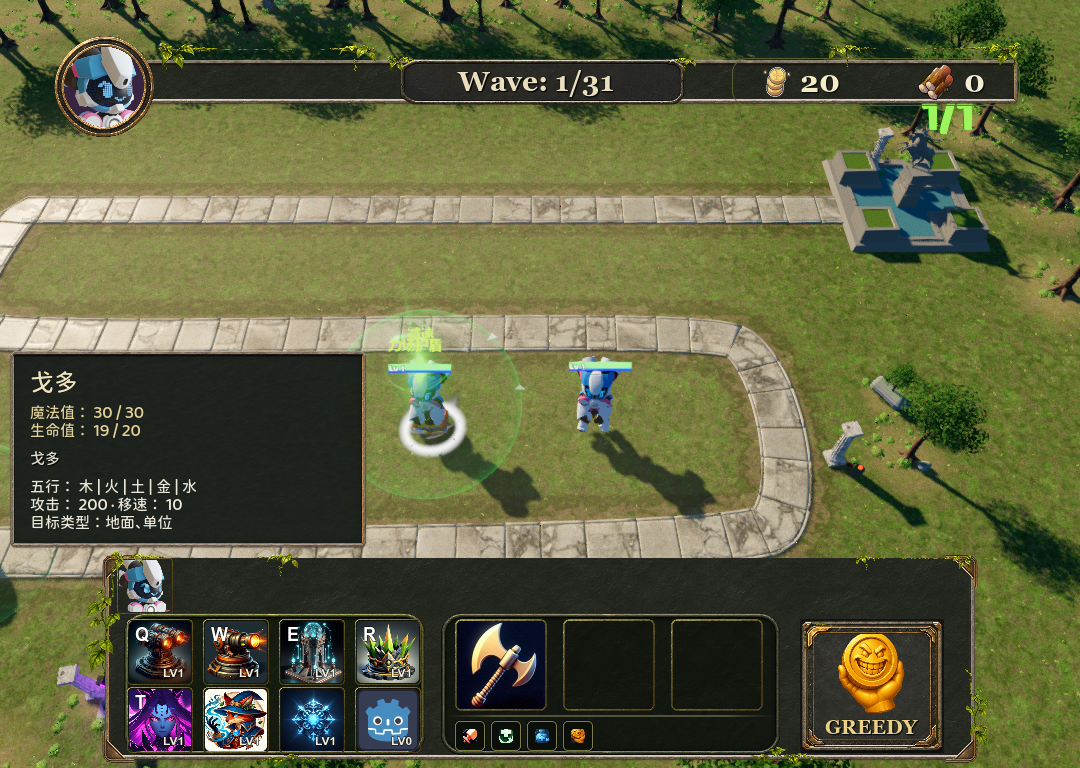 Wave: 1/31
20
0
1/1
戈多
魔法值：30 / 30
生命值：19 / 20
戈多
五行：木 | 火 | 土 | 金 | 水
攻击：200 · 移速：10
目标类型：地面、单位
Q
LV1
W
LV1
E
LV1
R
LV1
T
LV1
LV1
LV1
LV0
GREEDY